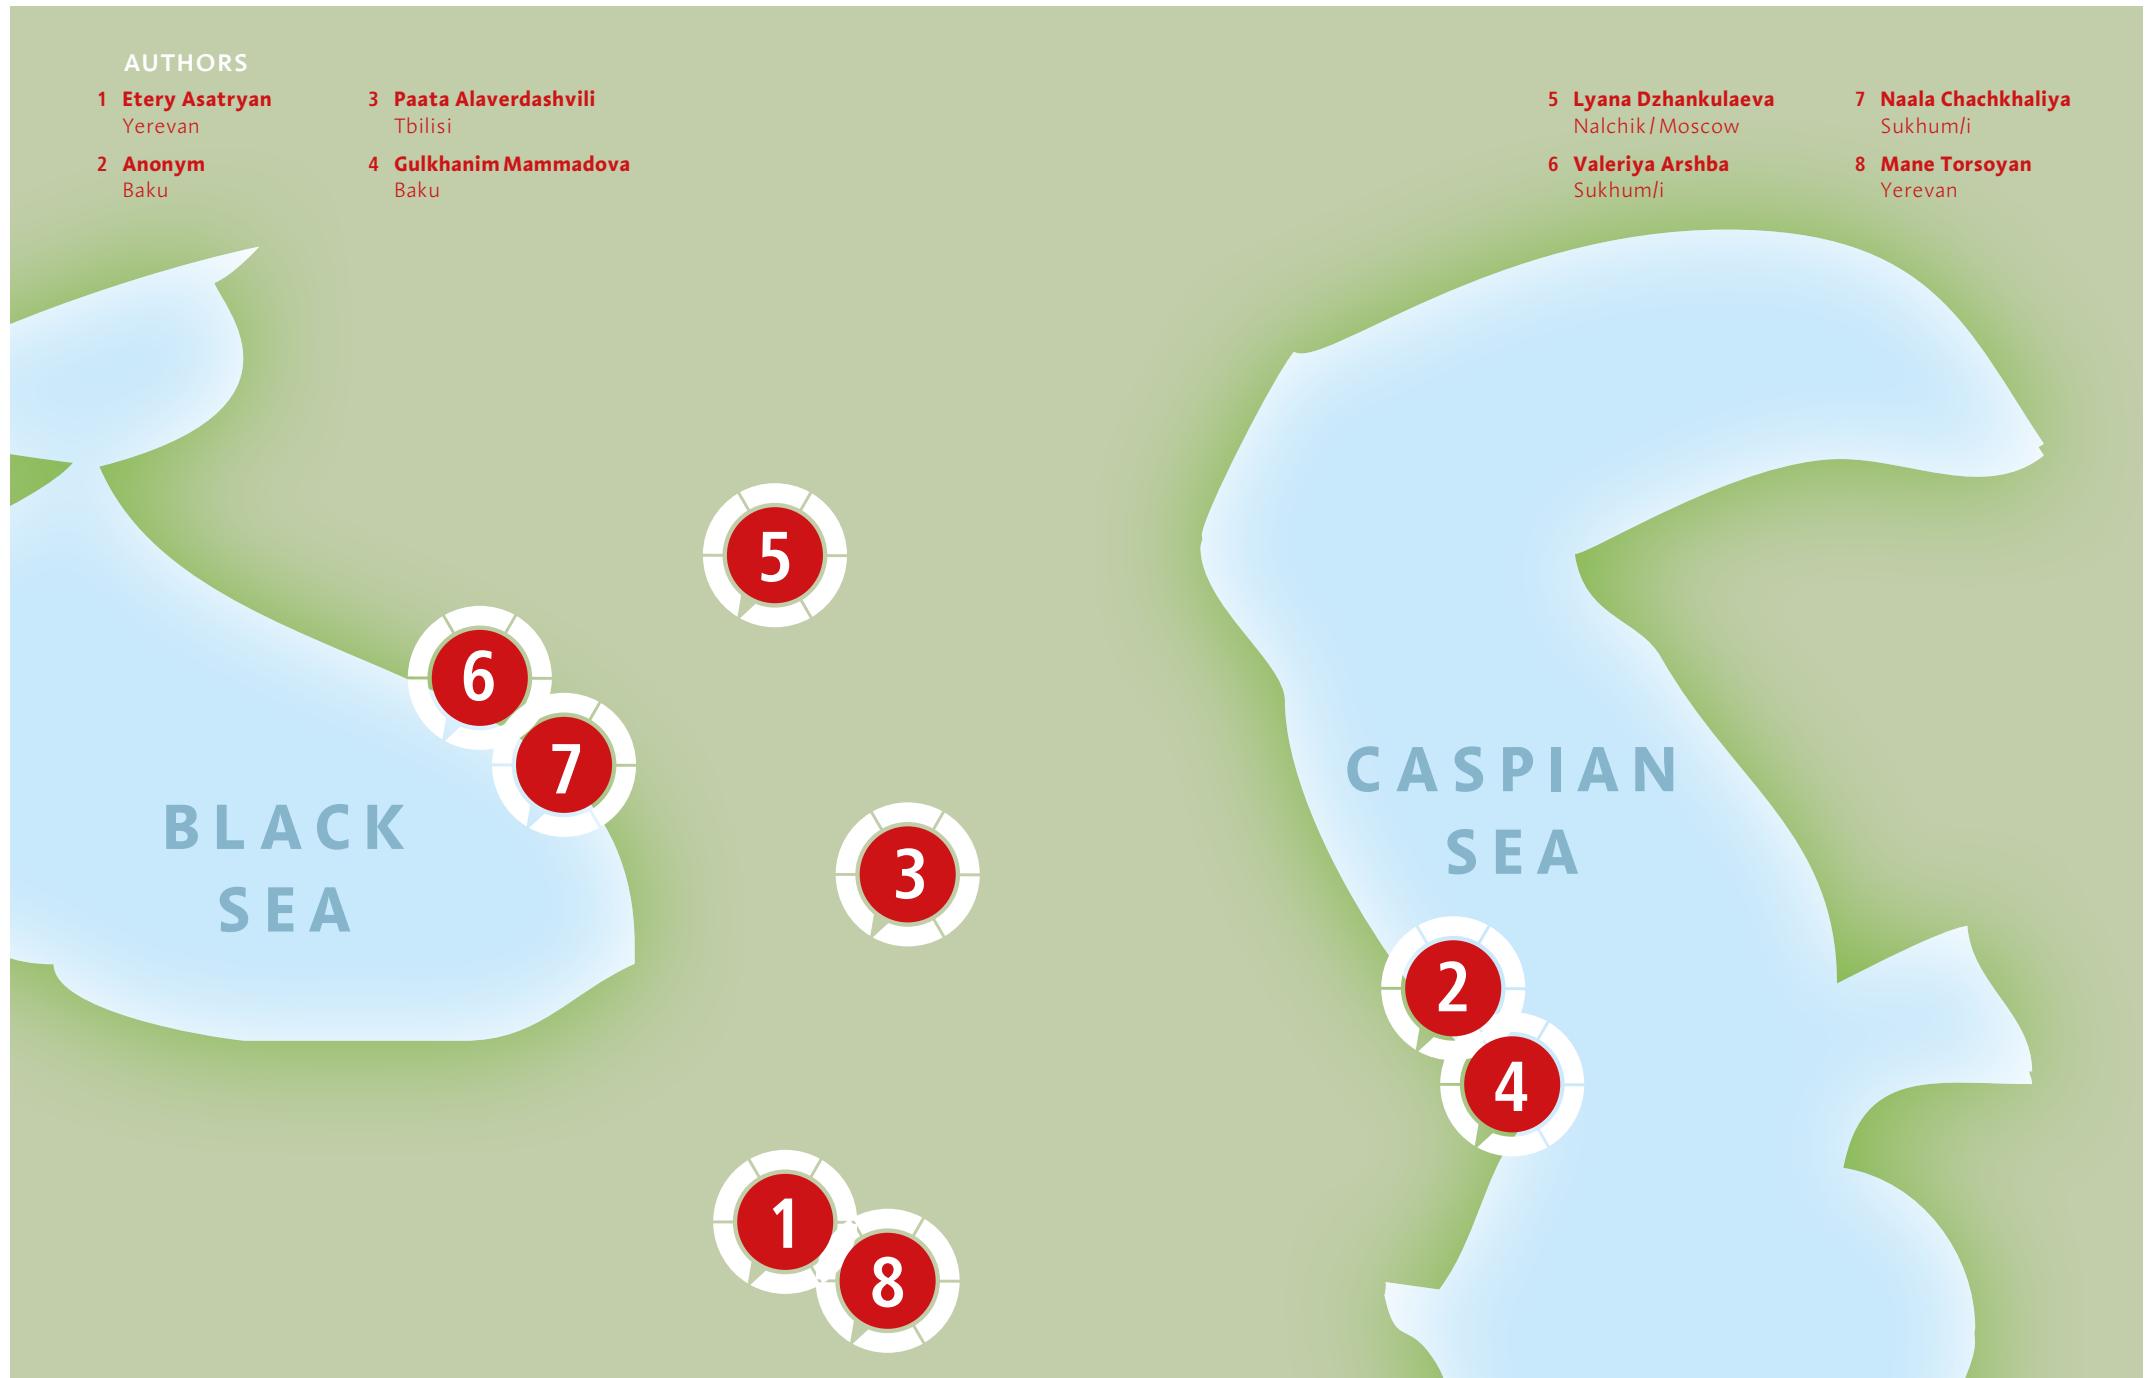 AUTHORS
1 Etery Asatryan
Yerevan
2 Anonym
Baku
3 Paata Alaverdashvili
Tbilisi
4 Gulkhanim Mammadova
Baku
5 Lyana Dzhankulaeva
Nalchik / Moscow
6 Valeriya Arshba
Sukhum/i
7 Naala Chachkhaliya
Sukhum/i
8 Mane Torsoyan
Yerevan
5
6
7
BLACK
SEA
3
CASPIAN
SEA
2
4
1
8